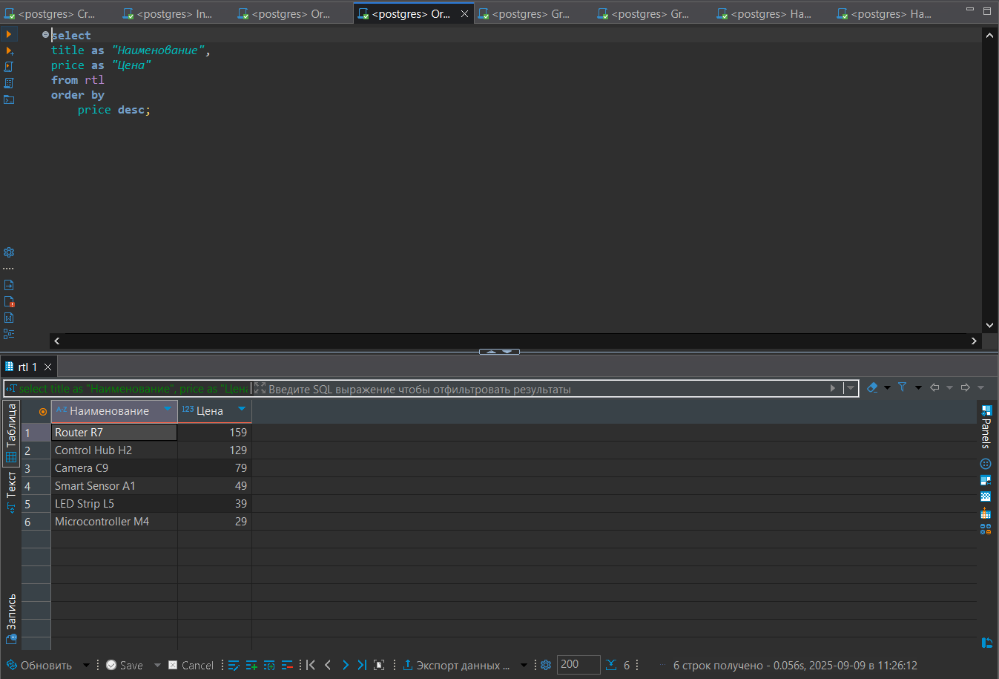 <postgres> Cr...
<postgres> In...
<postgres> Or...
<postgres> Or...
<postgres> Gr...
<postgres> Gr...
<postgres> Ha...
<postgres> Ha...
select
title as "Наименование",
price as "Цена"
from rtl
order by
price desc;
rtl 1
select title as "Наименование", price as "Цена
Введите SQL выражение чтобы отфильтровать результаты
Таблица
Текст
Запись
A-Z Наименование 123 Цена
1 Router R7 159
2 Control Hub H2 129
3 Camera C9 79
4 Smart Sensor A1 49
5 LED Strip L5 39
6 Microcontroller M4 29
Panels
Обновить Save Cancel Экспорт данных ... 200 6 6 строк получено - 0.056s, 2025-09-09 в 11:26:12